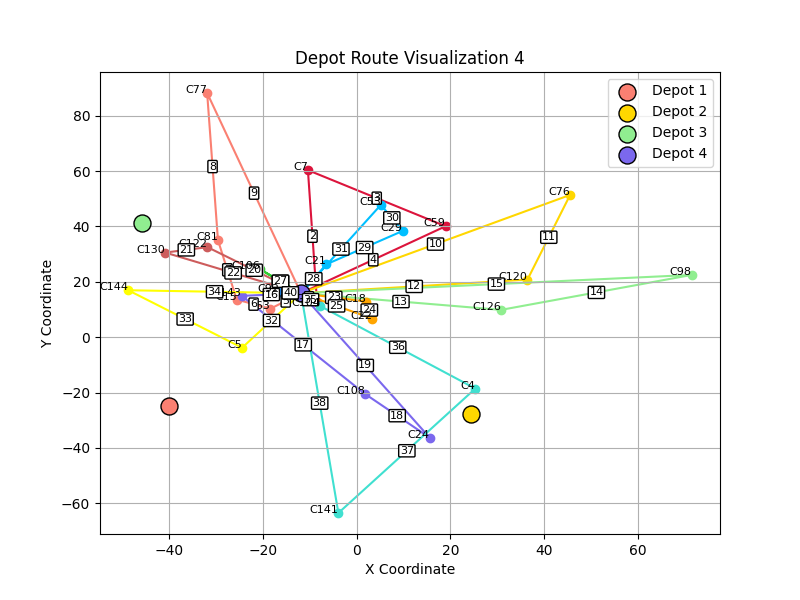 Depot Route Visualization 4
Depot 1
Depot 2
Depot 3
Depot 4
Y Coordinate
80
60
40
20
0
−20
−40
−60
−40
−20
0
20
40
60
X Coordinate
C77
8
9
C7
3
C53
30
C29
C59
C76
2
10
11
C81
C122
C130
21
31
29
4
C21
C106
22
20
27
28
C120
C98
C144
34
16
40
12
15
14
23
25
C18
24
C22
13
C126
6
33
32
C5
17
36
19
38
C108
18
C4
C24
37
C141